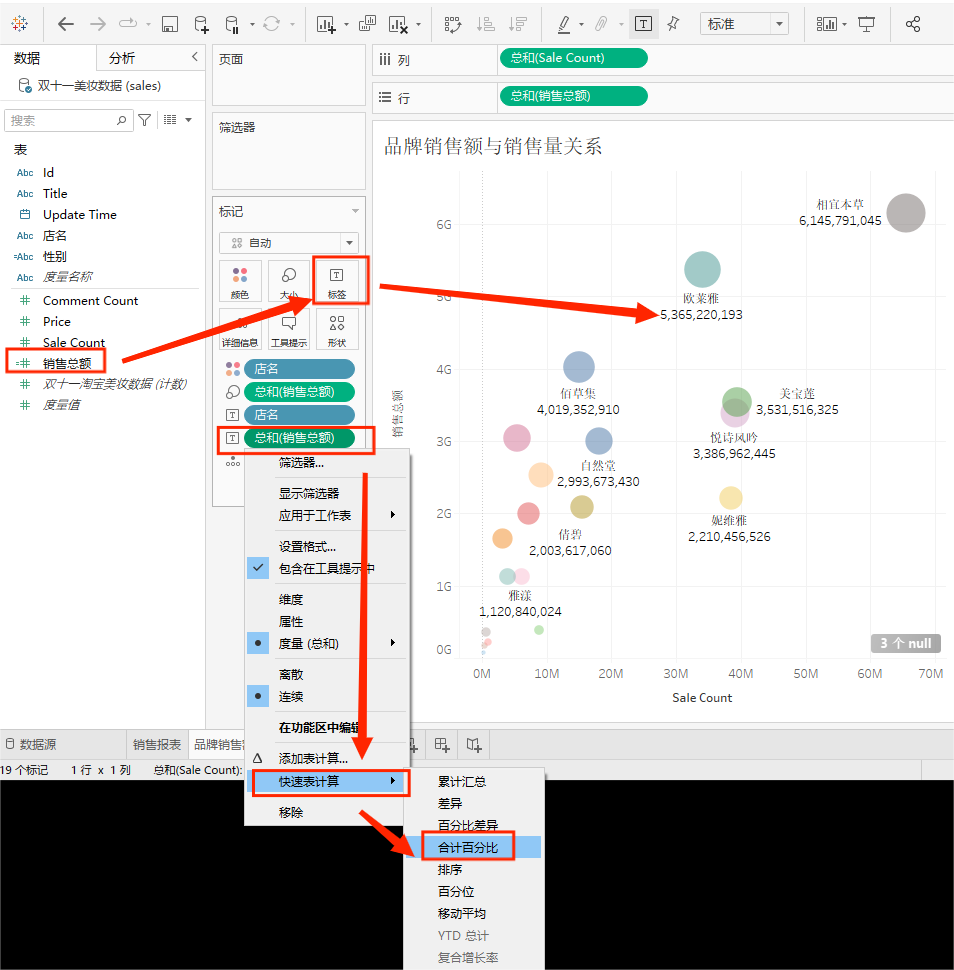 标准
数据
分析
双十一美妆数据 (sales)
搜索
表
Abc Id
Abc Title
Update Time
Abc 店名
=Abc 性别
Abc 度量名称
Comment Count
Price
Sale Count
销售总额
双十一淘宝美妆数据 (计数)
度量值
页面
筛选器
标记
自动
颜色
大小
标签
详细信息
工具提示
形状
店名
总和(销售总额)
店名
总和(销售总额)
列
总和(Sale Count)
行
总和(销售总额)
品牌销售额与销售量关系
销售总额
6G
5G
4G
3G
2G
1G
0G
相宜本草
6,145,791,045
欧莱雅
5,365,220,193
佰草集
4,019,352,910
美宝莲
3,531,516,325
悦诗风吟
3,386,962,445
自然堂
2,993,673,430
妮维雅
2,210,456,526
倩碧
2,003,617,060
雅漾
1,120,840,024
3 个 null
0M
10M
20M
30M
40M
50M
60M
70M
Sale Count
筛选器...
显示筛选器
应用于工作表
设置格式...
包含在工具提示中
维度
属性
度量 (总和)
离散
连续
在功能区中编辑
添加表计算...
快速表计算
移除
累计汇总
差异
百分比差异
合计百分比
排序
百分位
移动平均
YTD 总计
复合增长率
数据源
销售报表
品牌销售
19 个标记
1 行 x 1 列
总和(Sale Count):